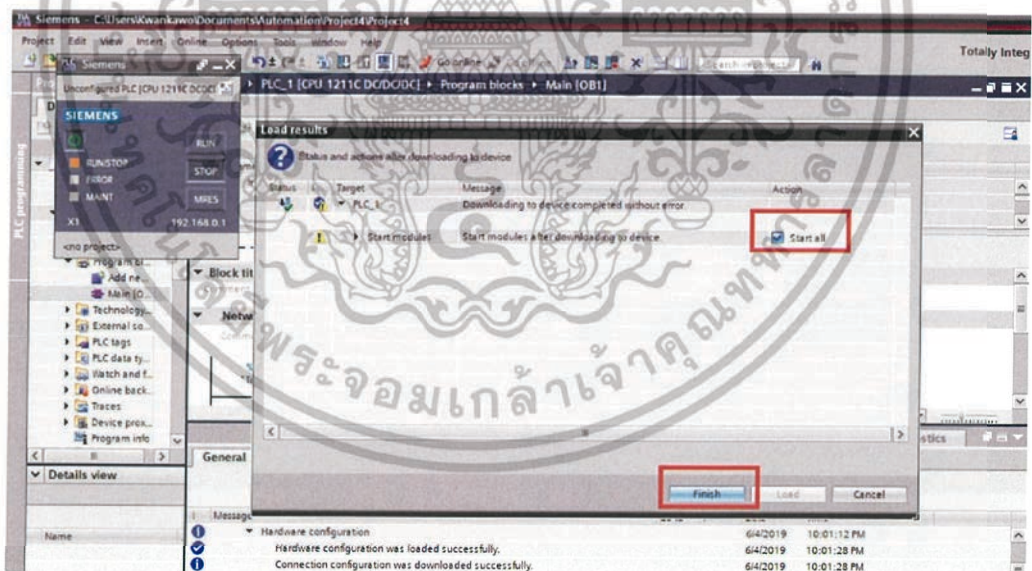 Siemens - C:\Users\Kwankawo\Documents\Automation\Project4\Project4
Project Edit View Insert Online Options Tools Window Help
Totally Integ
Siemens
Go online
Unconfigured PLC [CPU 1211C DC/DC]
PLC_1 [CPU 1211C DC/DC/DC] Program blocks Main [OB1]
SIEMENS
RUN
RUN/STOP
STOP
ERROR
MAINT
MRES
X1 192.168.0.1
<no project>
PLC programming
Load results
Status and actions after downloading to device
Status ! Target Message Action
PLC_1 Downloading to device completed without error.
Start modules Start modules after downloading to device. Start all
Program bl...
Add ne...
Main [O...
Technology...
External so...
PLC tags
PLC data ty...
Watch and f...
Online back...
Traces
Device prox...
Program info
Block tit
Netw
Details view
Name
General
stics
Finish Load Cancel
! Message
Hardware configuration 6/4/2019 10:01:12 PM
Hardware configuration was loaded successfully. 6/4/2019 10:01:28 PM
Connection configuration was downloaded successfully. 6/4/2019 10:01:28 PM